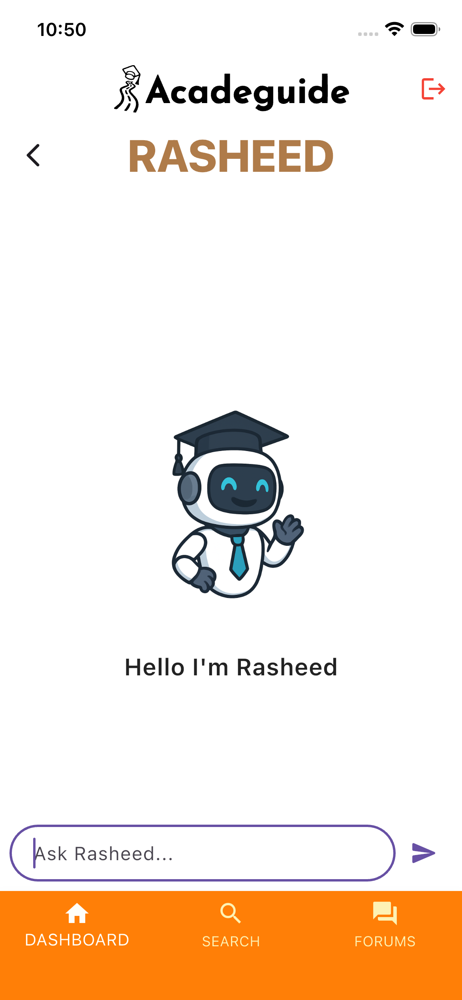 10:50
Acadeguide
RASHEED
Hello I'm Rasheed
Ask Rasheed...
DASHBOARD
SEARCH
FORUMS